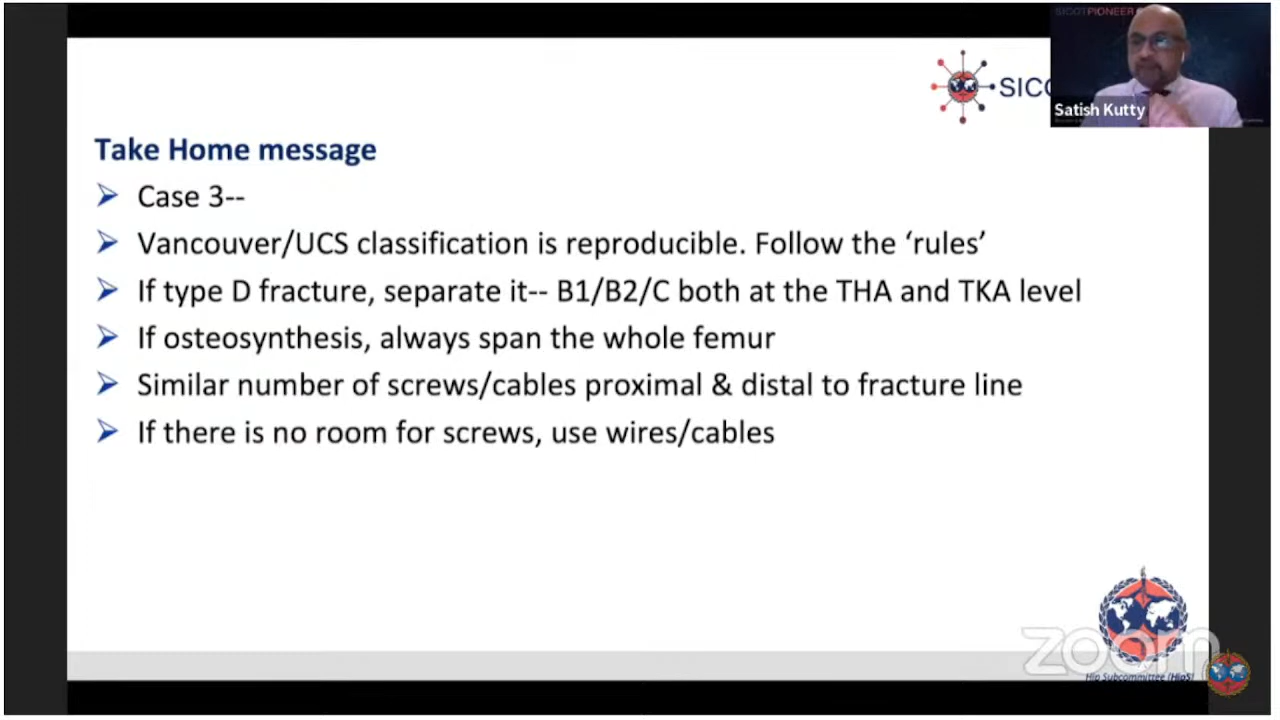 SICOTPIONEER
SICO
Satish Kutty
Take Home message
Case 3--
Vancouver/UCS classification is reproducible. Follow the ‘rules’
If type D fracture, separate it-- B1/B2/C both at the THA and TKA level
If osteosynthesis, always span the whole femur
Similar number of screws/cables proximal & distal to fracture line
If there is no room for screws, use wires/cables
zoom
Hip Subcommittee (HipS)